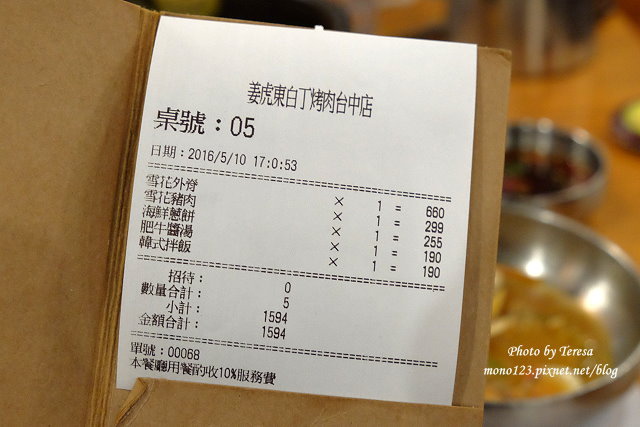 姜虎東白丁烤肉台中店
桌號：05
日期：2016/5/10 17:0:53
雪花外脊 × 1 = 660
雪花豬肉 × 1 = 299
海鮮蔥餅 × 1 = 255
肥牛醬湯 × 1 = 190
韓式拌飯 × 1 = 190
招待： 0
數量合計： 5
小計： 1594
金額合計： 1594
單號：00068
本餐廳用餐酌收10%服務費
Photo by Teresa
mono123.pixnet.net/blog